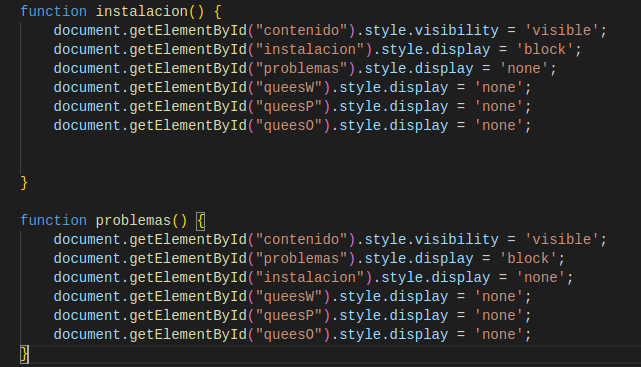 function instalacion() {
    document.getElementById("contenido").style.visibility = 'visible';
    document.getElementById("instalacion").style.display = 'block';
    document.getElementById("problemas").style.display = 'none';
    document.getElementById("queesW").style.display = 'none';
    document.getElementById("queesP").style.display = 'none';
    document.getElementById("queesO").style.display = 'none';
}
function problemas() {
    document.getElementById("contenido").style.visibility = 'visible';
    document.getElementById("problemas").style.display = 'block';
    document.getElementById("instalacion").style.display = 'none';
    document.getElementById("queesW").style.display = 'none';
    document.getElementById("queesP").style.display = 'none';
    document.getElementById("queesO").style.display = 'none';
}